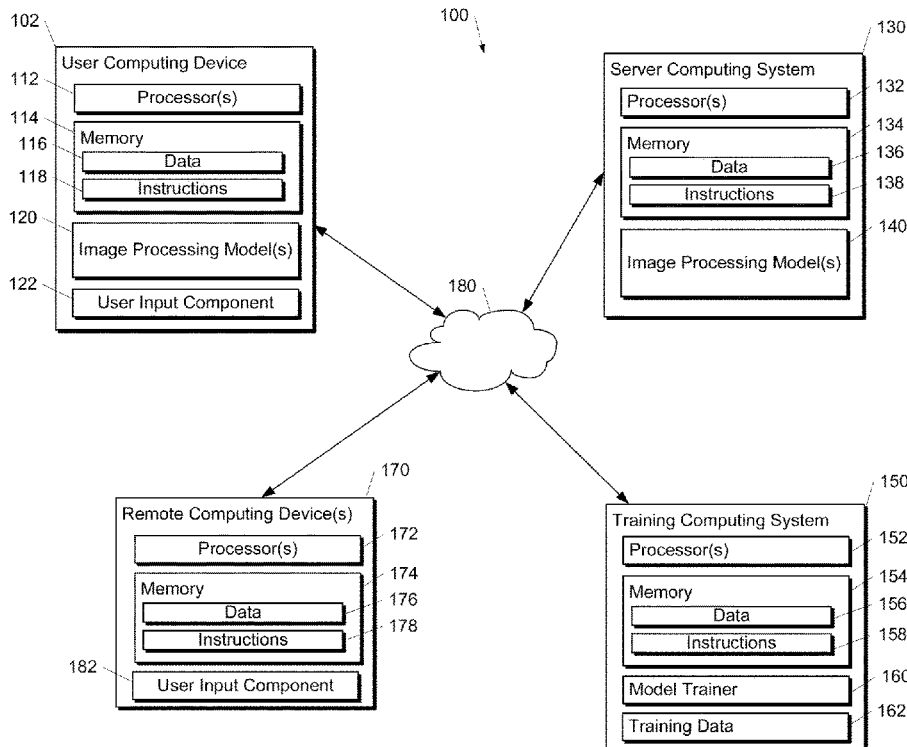 100
102
User Computing Device
112
Processor(s)
114
Memory
116
Data
118
Instructions
120
Image Processing Model(s)
122
User Input Component
130
Server Computing System
Processor(s)
132
134
Memory
Data
136
Instructions
138
140
Image Processing Model(s)
180
170
Remote Computing Device(s)
Processor(s)
172
174
Memory
Data
176
Instructions
178
182
User Input Component
150
Training Computing System
Processor(s)
152
154
Memory
Data
156
Instructions
158
Model Trainer
160
Training Data
162